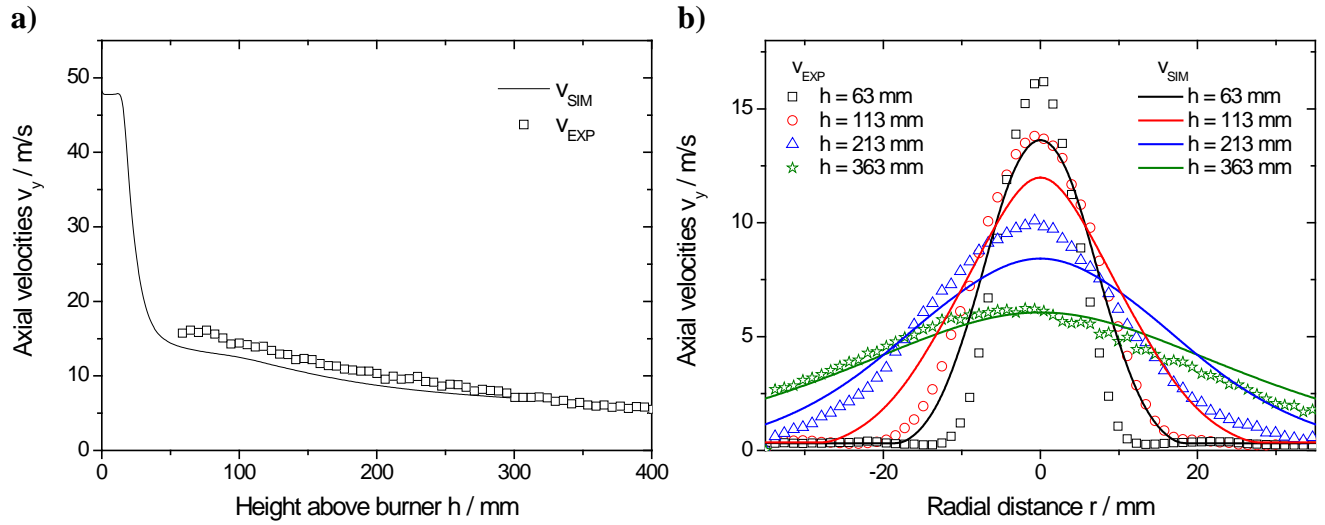 a)
50
40
30
20
10
0
0
100
200
300
400
Axial velocities v_y / m/s
Height above burner h / mm
v_SIM
v_EXP
b)
15
10
5
0
-20
0
20
Axial velocities v_y / m/s
Radial distance r / mm
v_EXP
h = 63 mm
h = 113 mm
h = 213 mm
h = 363 mm
v_SIM
h = 63 mm
h = 113 mm
h = 213 mm
h = 363 mm